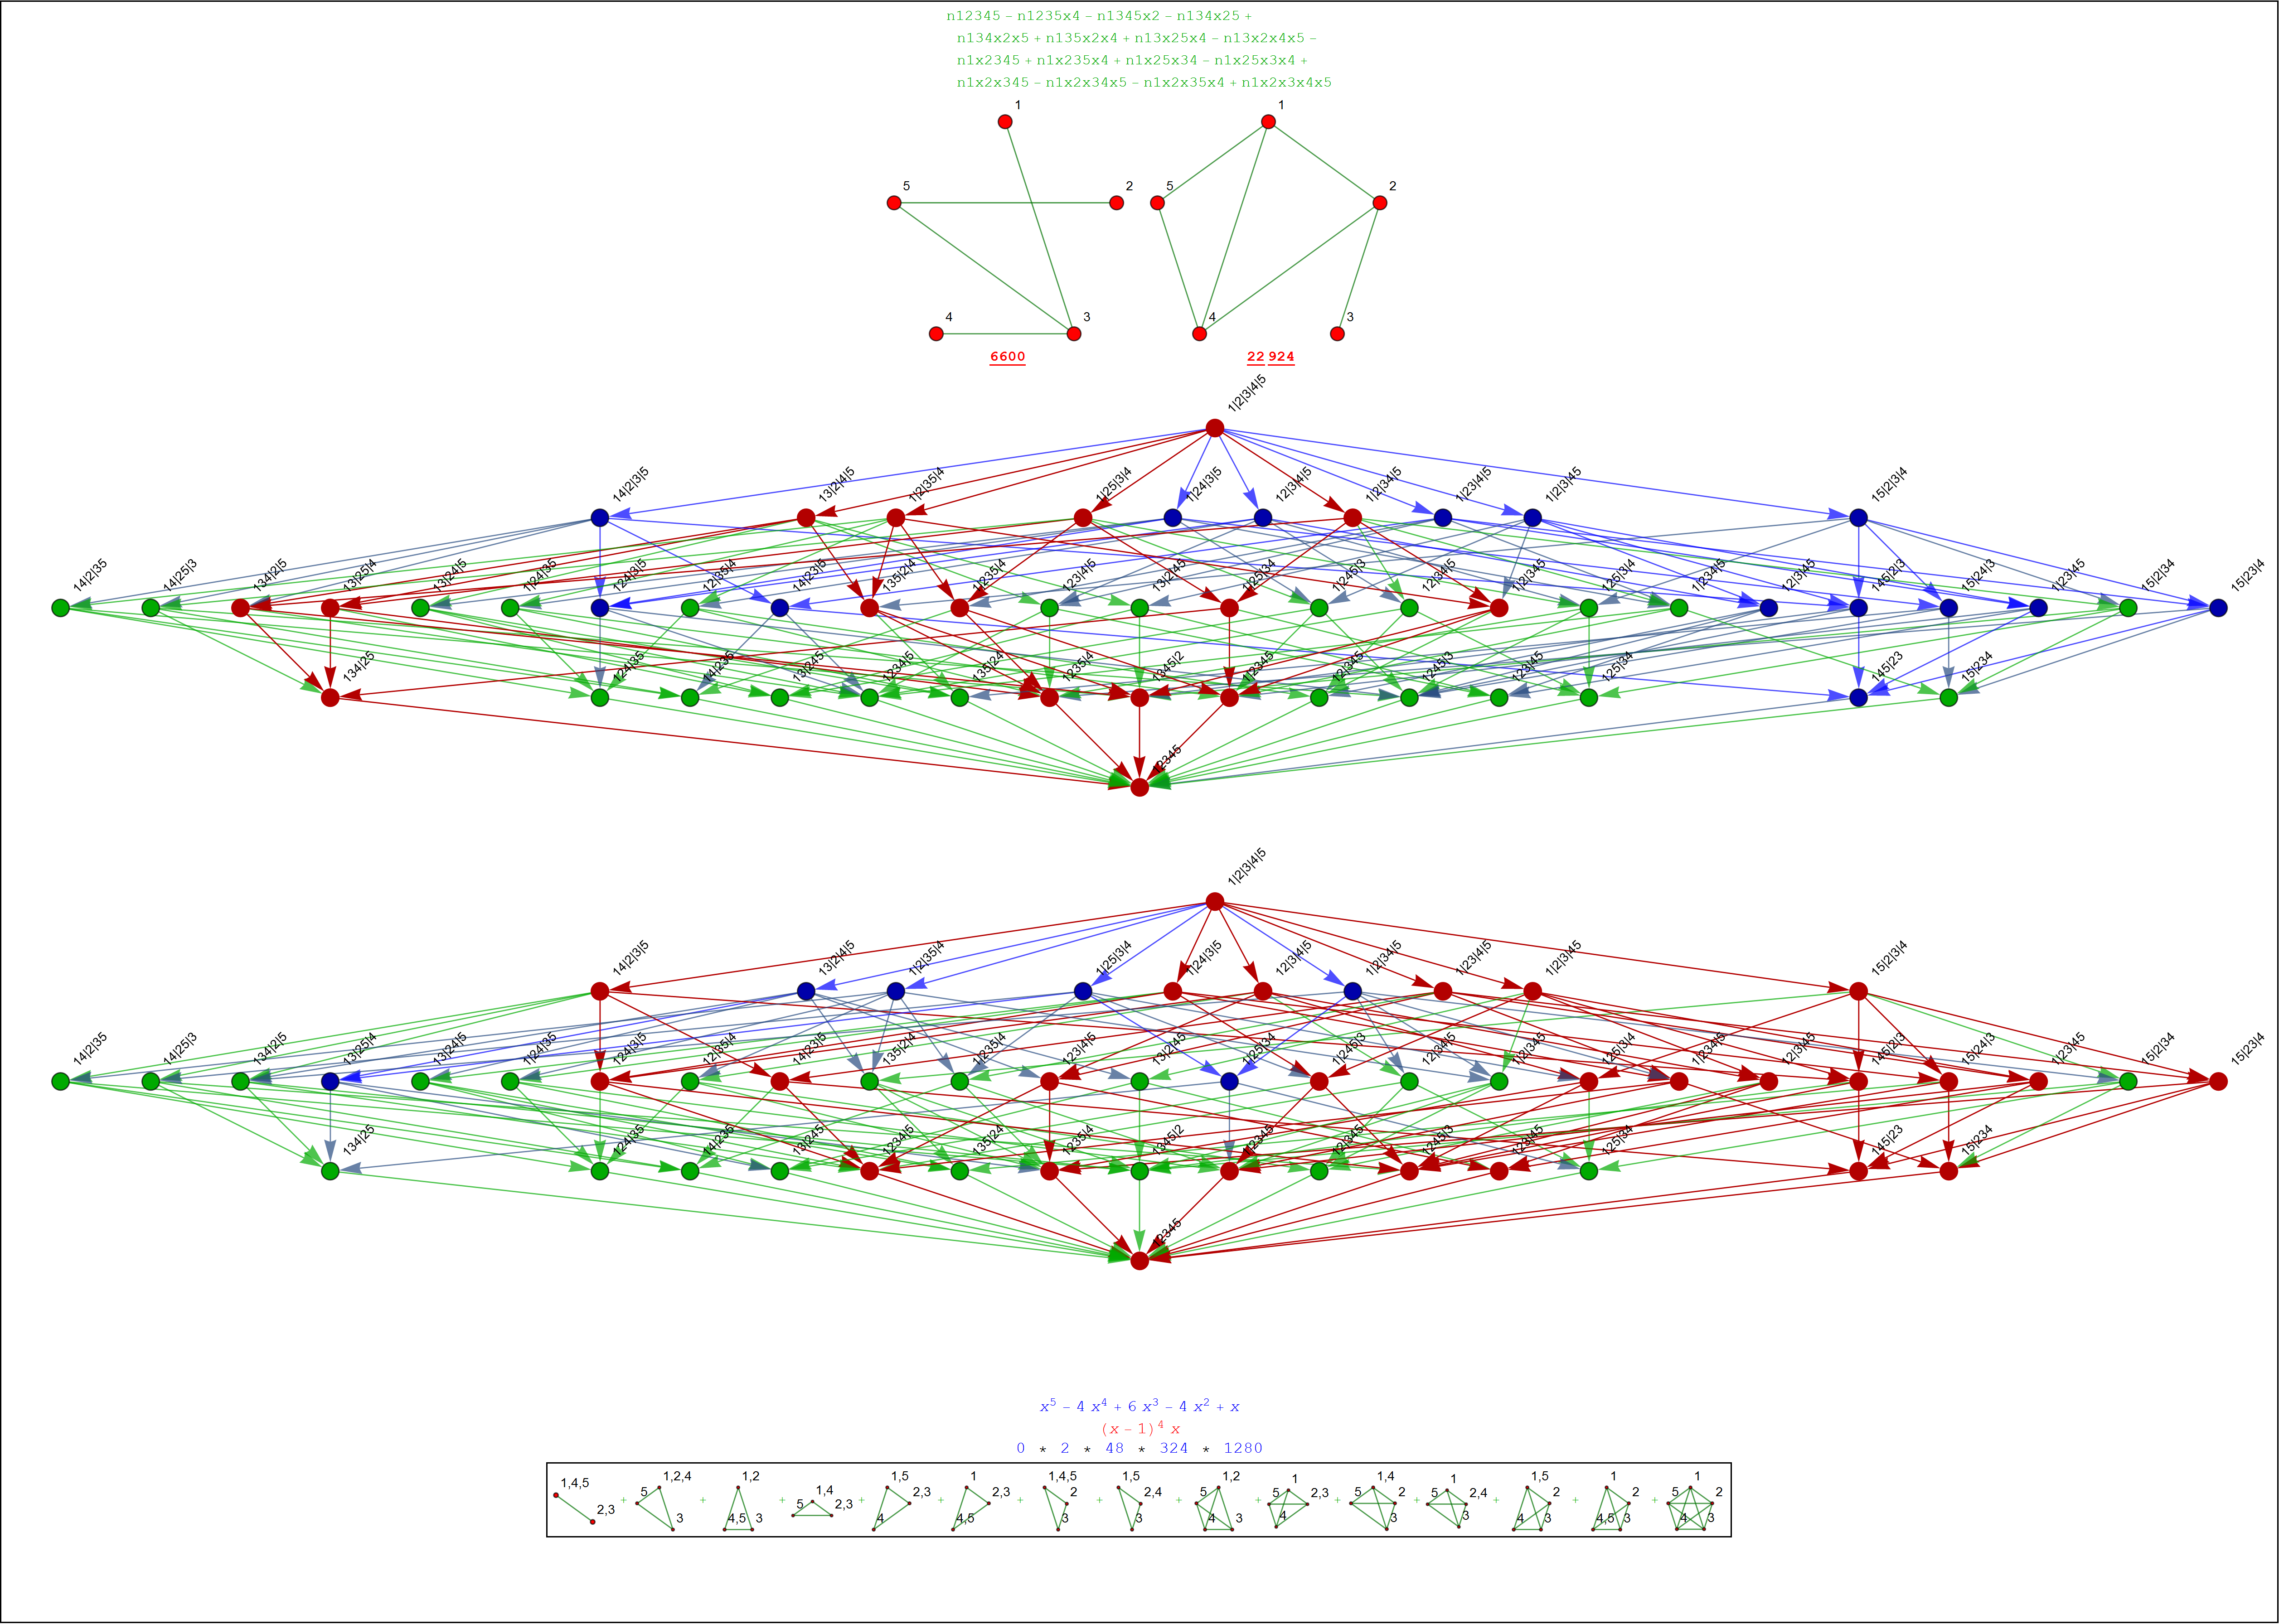 n12345 – n1235x4 – n1345x2 – n134x25 +
n134x2x5 + n135x2x4 + n13x25x4 – n13x2x4x5 –
n1x2345 + n1x235x4 + n1x25x34 – n1x25x3x4 +
n1x2x345 – n1x2x34x5 – n1x2x35x4 + n1x2x3x4x5
1 1
5 2 5 2
4 3 4 3
6600 22 924
1|2|3|4|5
14|2|3|5 13|2|4|5 1|2|35|4 1|25|3|4 1|24|3|5 12|3|4|5 1|2|34|5 1|23|4|5 1|2|3|45 15|2|3|4
14|2|35 14|25|3 134|2|5 13|25|4 13|24|5 1|24|35 124|3|5 12|35|4 14|23|5 135|2|4 1|235|4 123|4|5 13|2|45 1|25|34 1|245|3 12|34|5 1|2|345 125|3|4 1|234|5 12|3|45 145|2|3 15|24|3 1|23|45 15|2|34 15|23|4
134|25 124|35 14|235 13|245 1234|5 135|24 1235|4 1345|2 1|2345 12|345 1245|3 123|45 125|34 145|23 15|234
12345
1|2|3|4|5
14|2|3|5 13|2|4|5 1|2|35|4 1|25|3|4 1|24|3|5 12|3|4|5 1|2|34|5 1|23|4|5 1|2|3|45 15|2|3|4
14|2|35 14|25|3 134|2|5 13|25|4 13|24|5 1|24|35 124|3|5 12|35|4 14|23|5 135|2|4 1|235|4 123|4|5 13|2|45 1|25|34 1|245|3 12|34|5 1|2|345 125|3|4 1|234|5 12|3|45 145|2|3 15|24|3 1|23|45 15|2|34 15|23|4
134|25 124|35 14|235 13|245 1234|5 135|24 1235|4 1345|2 1|2345 12|345 1245|3 123|45 125|34 145|23 15|234
12345
x⁵ – 4 x⁴ + 6 x³ – 4 x² + x
(x – 1)⁴ x
0 * 2 * 48 * 324 * 1280
1,4,5 2,3 + 1,2,4 5 3 + 1,2 4,5 3 + 1,4 5 2,3 + 1,5 2,3 4 + 1 2,3 4,5 + 1,4,5 2 3 + 1,5 2,4 3 + 1,2 5 4 3 + 1 5 2,3 4 + 1,4 5 2 3 + 1 5 2,4 3 + 1,5 2 4 3 + 1 2 4,5 3 + 1 5 2 4 3